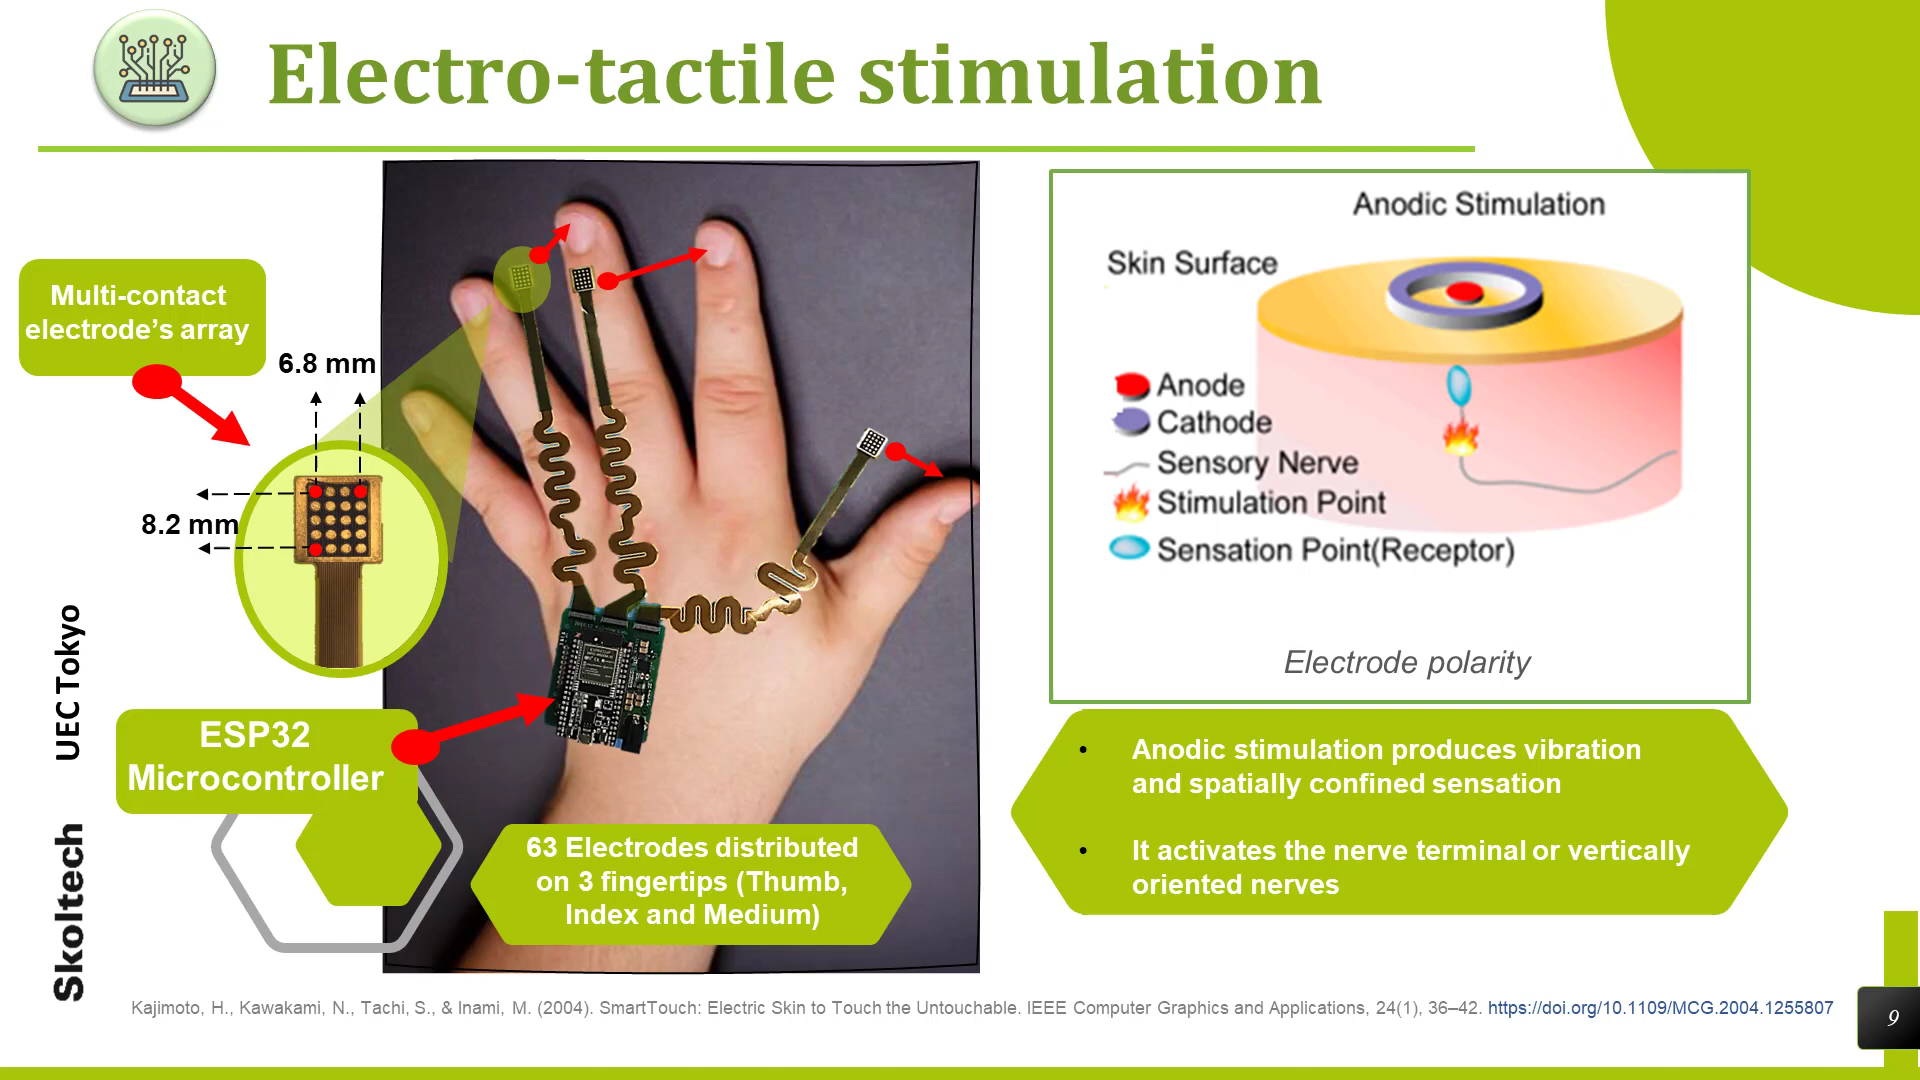 Electro-tactile stimulation
Multi-contact
electrode’s array
6.8 mm
8.2 mm
UEC Tokyo
Skoltech
ESP32
Microcontroller
63 Electrodes distributed
on 3 fingertips (Thumb,
Index and Medium)
Anodic Stimulation
Skin Surface
Anode
Cathode
Sensory Nerve
Stimulation Point
Sensation Point(Receptor)
Electrode polarity
• Anodic stimulation produces vibration
and spatially confined sensation
• It activates the nerve terminal or vertically
oriented nerves
Kajimoto, H., Kawakami, N., Tachi, S., & Inami, M. (2004). SmartTouch: Electric Skin to Touch the Untouchable. IEEE Computer Graphics and Applications, 24(1), 36–42. https://doi.org/10.1109/MCG.2004.1255807
9